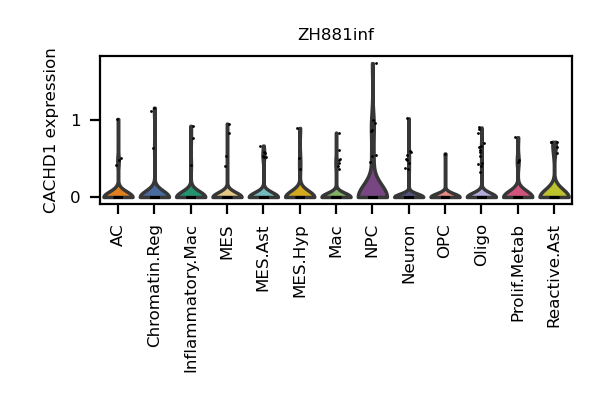 ZH881inf
CACHD1 expression
1
0
AC
Chromatin.Reg
Inflammatory.Mac
MES
MES.Ast
MES.Hyp
Mac
NPC
Neuron
OPC
Oligo
Prolif.Metab
Reactive.Ast